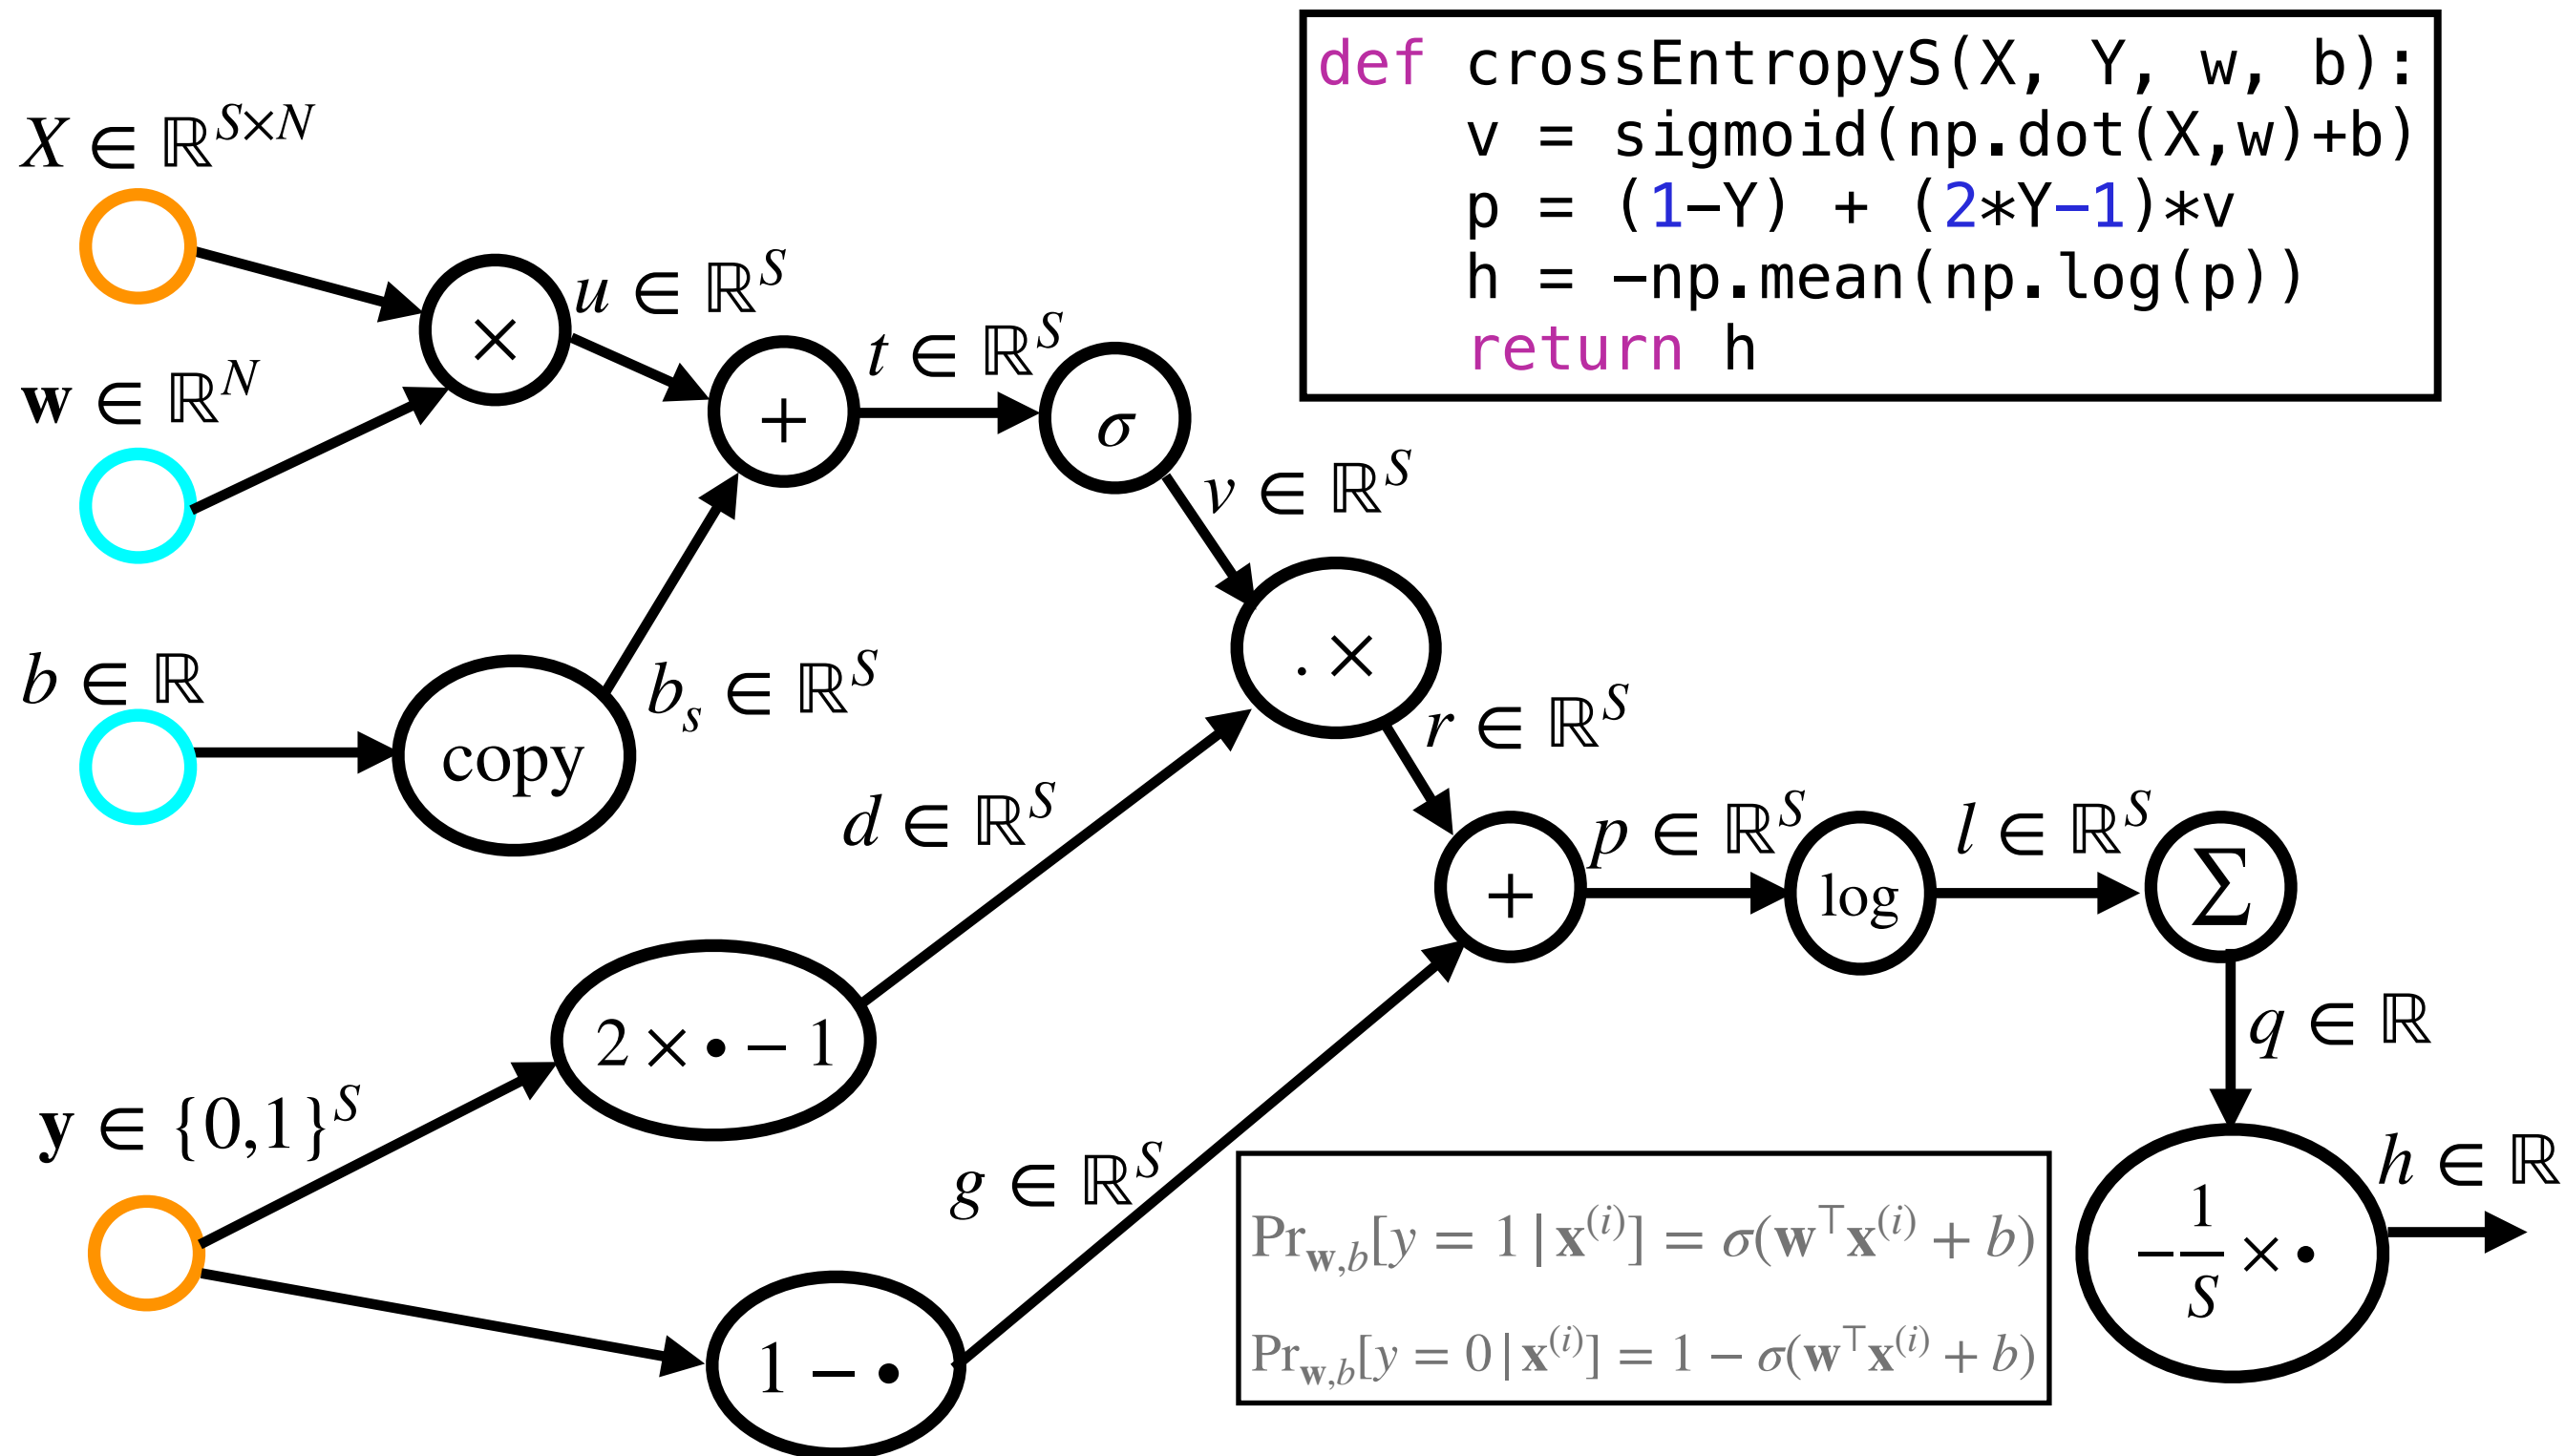 def crossEntropyS(X, Y, w, b):
v = sigmoid(np.dot(X,w)+b)
p = (1−Y) + (2*Y−1)*v
h = −np.mean(np.log(p))
return h
X ∈ ℝ^{S×N}
×
u ∈ ℝ^S
w ∈ ℝ^N
+
t ∈ ℝ^S
σ
v ∈ ℝ^S
b ∈ ℝ
copy
b_s ∈ ℝ^S
. ×
r ∈ ℝ^S
d ∈ ℝ^S
+
p ∈ ℝ^S
log
l ∈ ℝ^S
∑
2 × • − 1
q ∈ ℝ
y ∈ {0,1}^S
g ∈ ℝ^S
1 − •
Pr_{w,b}[y = 1 | x^{(i)}] = σ(w^⊤x^{(i)} + b)
Pr_{w,b}[y = 0 | x^{(i)}] = 1 − σ(w^⊤x^{(i)} + b)
−1/S × •
h ∈ ℝ